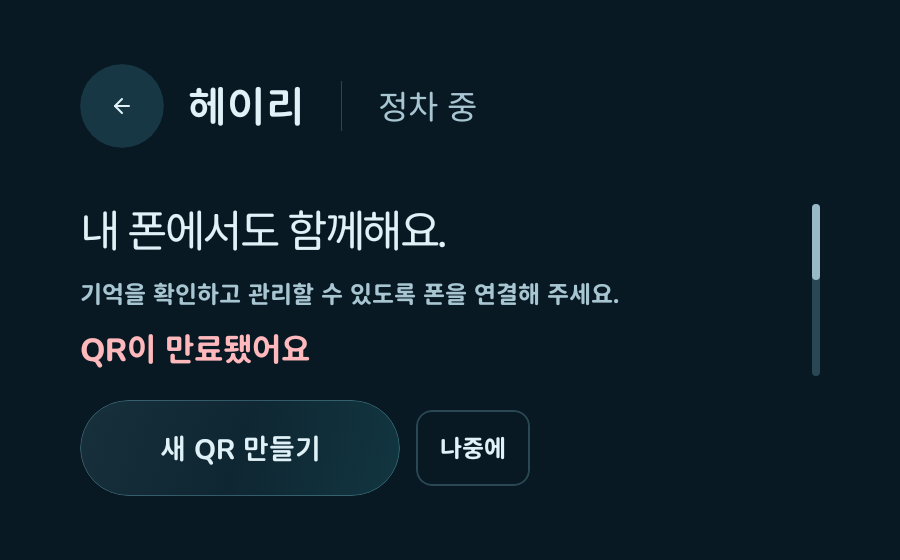 헤이리
정차 중
내 폰에서도 함께해요.
기억을 확인하고 관리할 수 있도록 폰을 연결해 주세요.
QR이 만료됐어요
새 QR 만들기
나중에